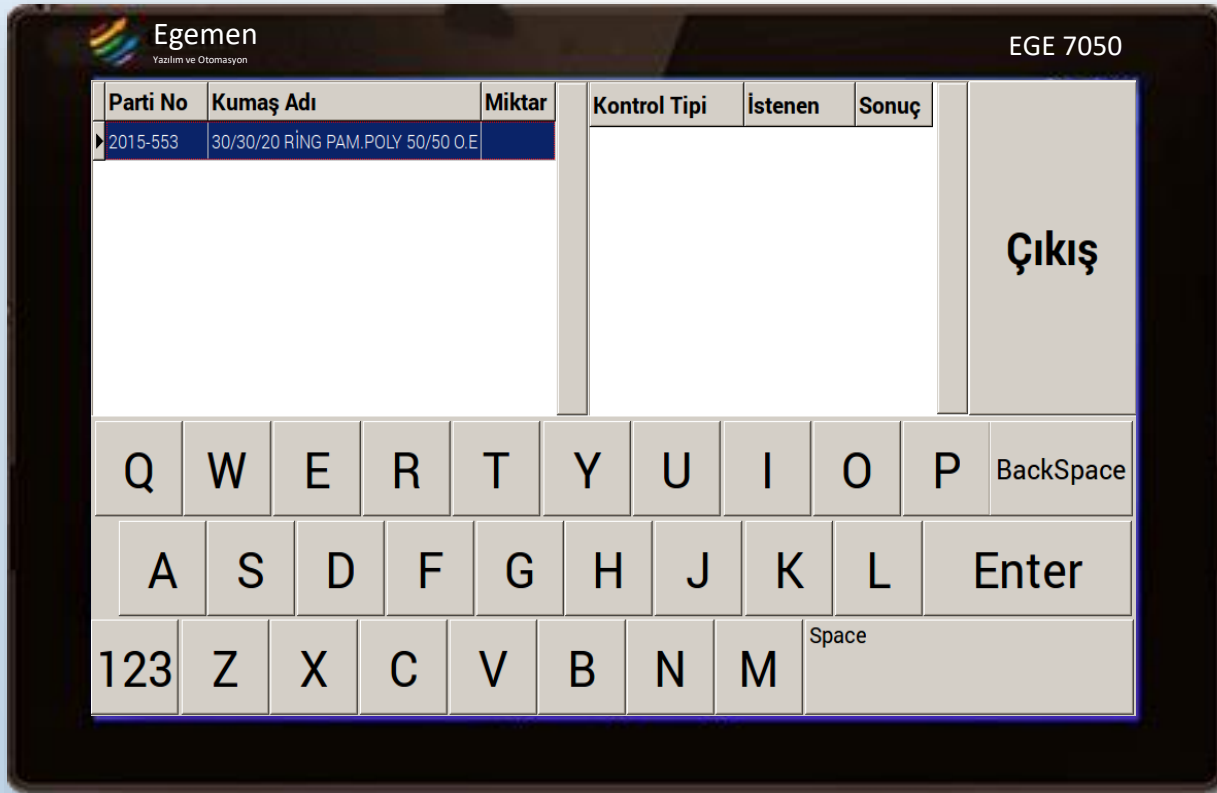 Egemen
Yazılım ve Otomasyon
EGE 7050
Parti No Kumaş Adı Miktar
2015-553 30/30/20 RİNG PAM.POLY 50/50 O.E
Kontrol Tipi İstenen Sonuç
Çıkış
Q W E R T Y U I O P BackSpace
A S D F G H J K L Enter
123 Z X C V B N M Space